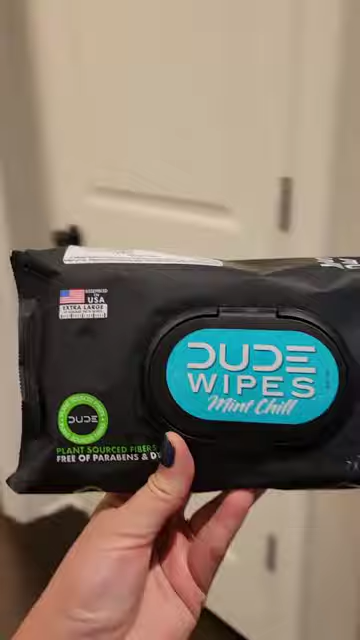 ASSEMBLED
IN
USA
EXTRA LARGE
DUDE
WIPES
Mint Chill
DUDE
PLANT SOURCED FIBERS
FREE OF PARABENS &